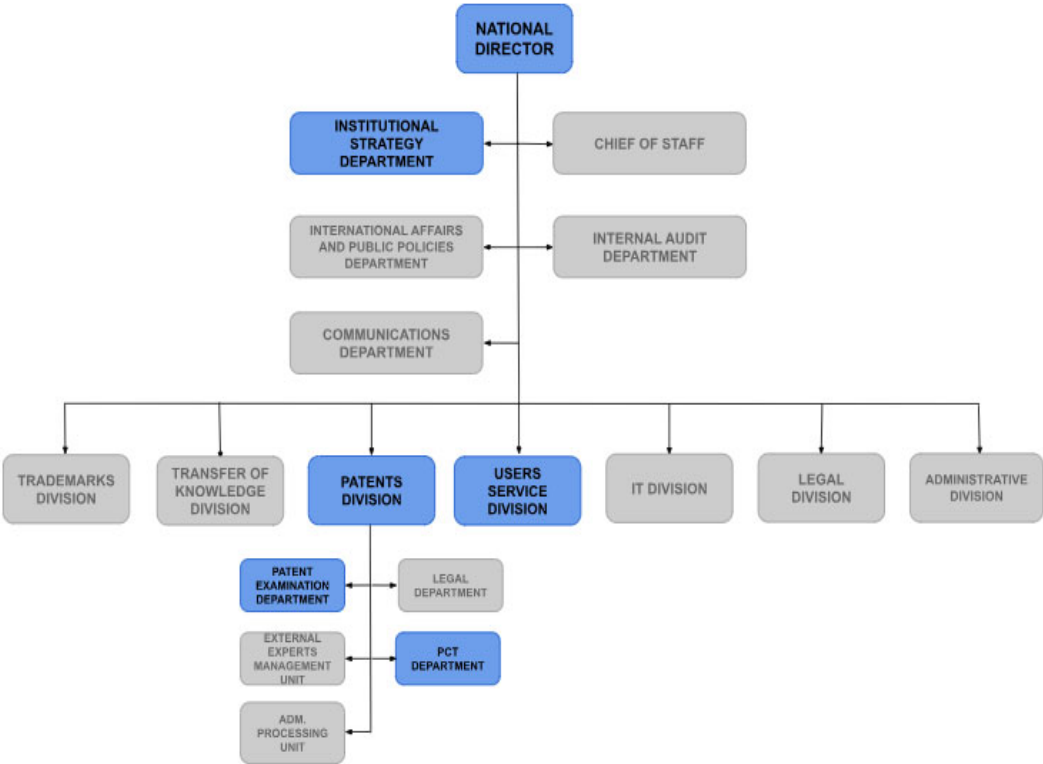 NATIONAL
DIRECTOR
INSTITUTIONAL
STRATEGY
DEPARTMENT
CHIEF OF STAFF
INTERNATIONAL AFFAIRS
AND PUBLIC POLICIES
DEPARTMENT
INTERNAL AUDIT
DEPARTMENT
COMMUNICATIONS
DEPARTMENT
TRADEMARKS
DIVISION
TRANSFER OF
KNOWLEDGE
DIVISION
PATENTS
DIVISION
USERS
SERVICE
DIVISION
IT DIVISION
LEGAL
DIVISION
ADMINISTRATIVE
DIVISION
PATENT
EXAMINATION
DEPARTMENT
LEGAL
DEPARTMENT
EXTERNAL
EXPERTS
MANAGEMENT
UNIT
PCT
DEPARTMENT
ADM.
PROCESSING
UNIT